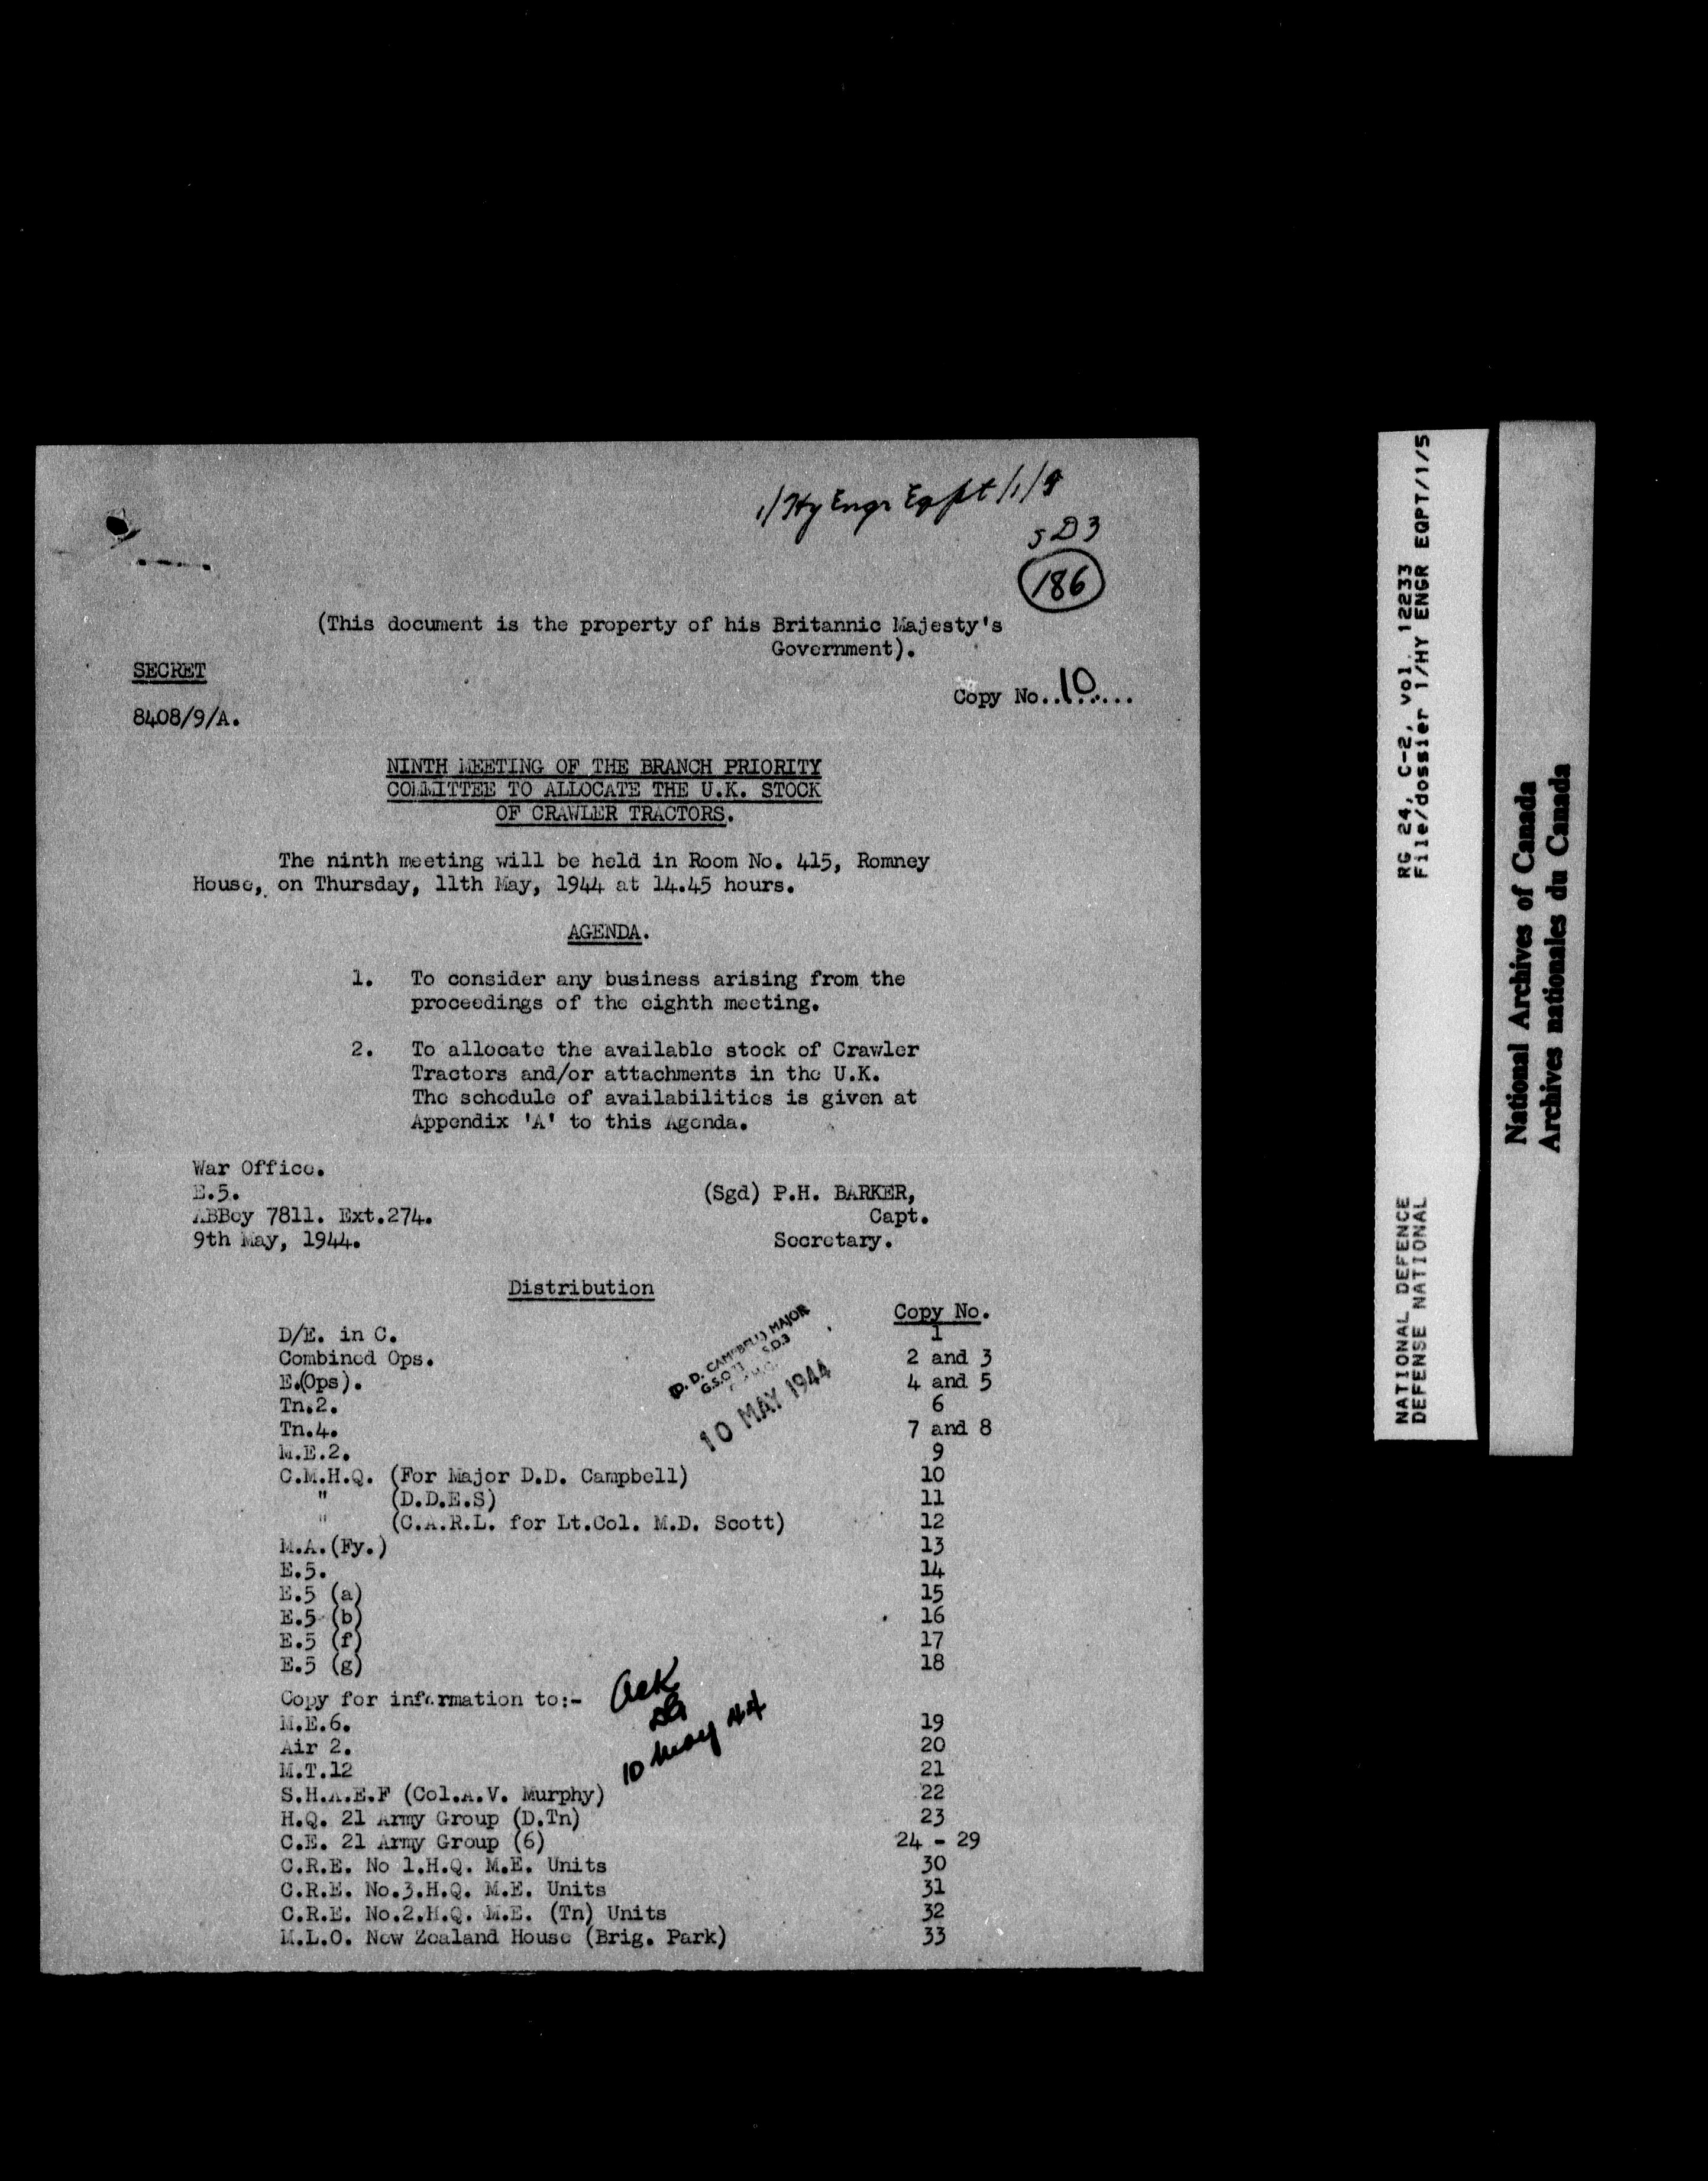 1/Hy Engr Eqpt/1/9
SD3
186
(This document is the property of his Britannic Majesty's
Government).
SECRET
Copy No..10.....
8408/9/A.
NINTH MEETING OF THE BRANCH PRIORITY
COMMITTEE TO ALLOCATE THE U.K. STOCK
OF CRAWLER TRACTORS.
The ninth meeting will be held in Room No. 415, Romney
House, on Thursday, 11th May, 1944 at 14.45 hours.
AGENDA.
1. To consider any business arising from the
proceedings of the eighth meeting.
2. To allocate the available stock of Crawler
Tractors and/or attachments in the U.K.
The schedule of availabilities is given at
Appendix 'A' to this Agenda.
War Office.
E.5.
ABBey 7811. Ext.274.
9th May, 1944.
(Sgd) P.H. BARKER,
Capt.
Secretary.
Distribution
Copy No.
D/E. in C. 1
Combined Ops. 2 and 3
E.(Ops). 4 and 5
Tn.2. 6
Tn.4. 7 and 8
M.E.2. 9
C.M.H.Q. (For Major D.D. Campbell) 10
" (D.D.E.S) 11
" (C.A.R.L. for Lt.Col. M.D. Scott) 12
M.A.(Fy.) 13
E.5. 14
E.5 (a) 15
E.5 (b) 16
E.5 (f) 17
E.5 (g) 18
(D. D. CAMPBELL) MAJOR
G.S.O. S.D.3
10 MAY 1944
Copy for information to:-
M.E.6. 19
Air 2. 20
M.T.12 21
S.H.A.E.F (Col.A.V. Murphy) 22
H.Q. 21 Army Group (D.Tn) 23
C.E. 21 Army Group (6) 24 - 29
C.R.E. No 1.H.Q. M.E. Units 30
C.R.E. No.3.H.Q. M.E. Units 31
C.R.E. No.2.H.Q. M.E. (Tn) Units 32
M.L.O. New Zealand House (Brig. Park) 33
Ack
10 May 44
NATIONAL DEFENCE RG 24, C-2, vol. 12233
DEFENSE NATIONAL File/dossier 1/HY ENGR EQPT/1/5
National Archives of Canada
Archives nationales du Canada